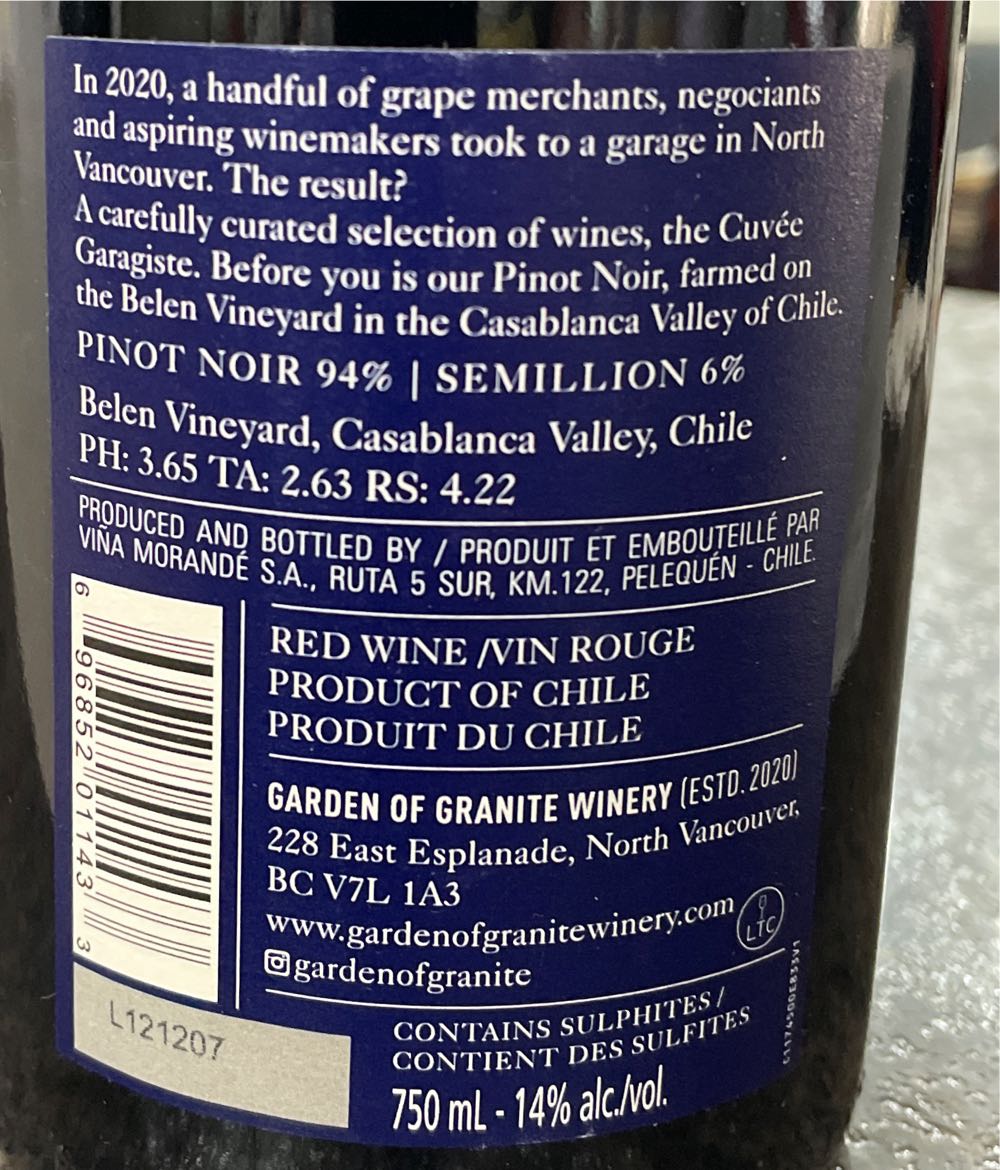 In 2020, a handful of grape merchants, negociants
and aspiring winemakers took to a garage in North
Vancouver. The result?
A carefully curated selection of wines, the Cuvée
Garagiste. Before you is our Pinot Noir, farmed on
the Belen Vineyard in the Casablanca Valley of Chile.
PINOT NOIR 94% | SEMILLION 6%
Belen Vineyard, Casablanca Valley, Chile
PH: 3.65 TA: 2.63 RS: 4.22
PRODUCED AND BOTTLED BY / PRODUIT ET EMBOUTEILLÉ PAR
VIÑA MORANDÉ S.A., RUTA 5 SUR, KM.122, PELEQUÉN - CHILE.
6 96852 01143 3
RED WINE /VIN ROUGE
PRODUCT OF CHILE
PRODUIT DU CHILE
GARDEN OF GRANITE WINERY (ESTD. 2020)
228 East Esplanade, North Vancouver,
BC V7L 1A3
www.gardenofgranitewinery.com
LTC
gardenofgranite
CONTAINS SULPHITES /
CONTIENT DES SULFITES
750 mL - 14% alc./vol.
L121207